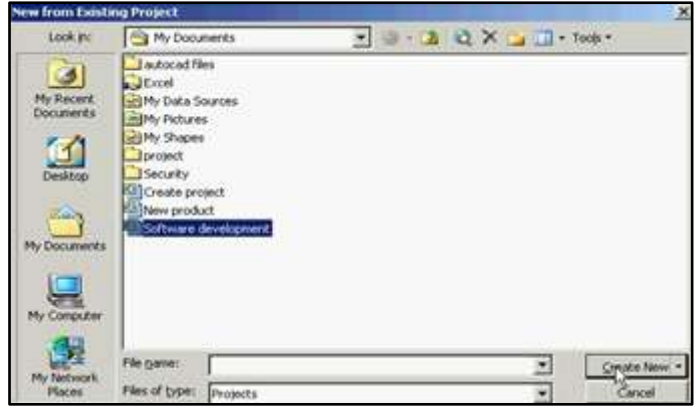 New from Existing Project
Look in:
My Documents
Tools
My Recent
Documents
Desktop
My Documents
My Computer
My Network
Places
autocad files
Excel
My Data Sources
My Pictures
My Shapes
project
Security
Create project
New product
Software development
File name:
Create New
Files of type:
Projects
Cancel